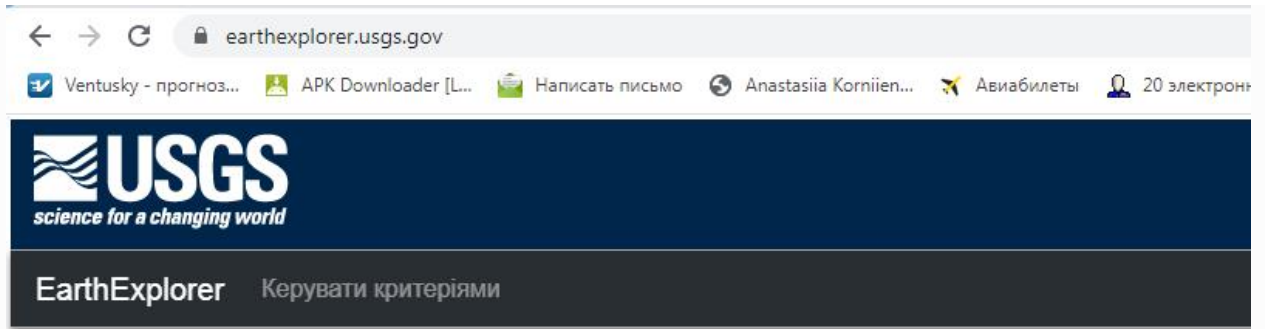 earthexplorer.usgs.gov
Ventusky - прогноз... APK Downloader [L... Написать письмо Anastasiia Korniien... Авиабилеты 20 электронн
USGS
science for a changing world
EarthExplorer Керувати критеріями